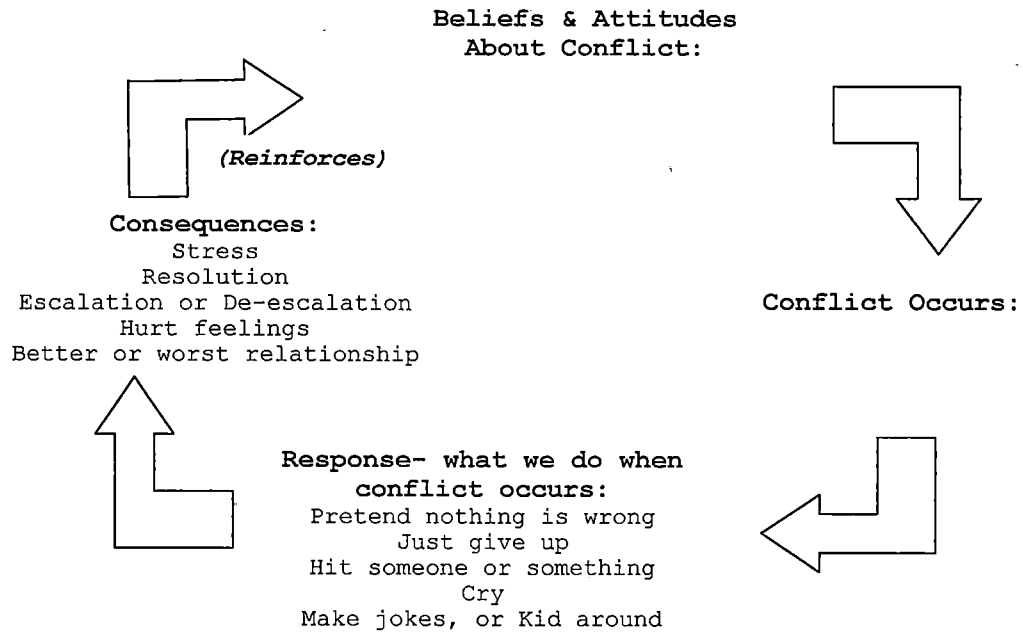 Beliefs & Attitudes
About Conflict:
(Reinforces)
Consequences:
Stress
Resolution
Escalation or De-escalation
Hurt feelings
Better or worst relationship
Conflict Occurs:
Response- what we do when
conflict occurs:
Pretend nothing is wrong
Just give up
Hit someone or something
Cry
Make jokes, or Kid around